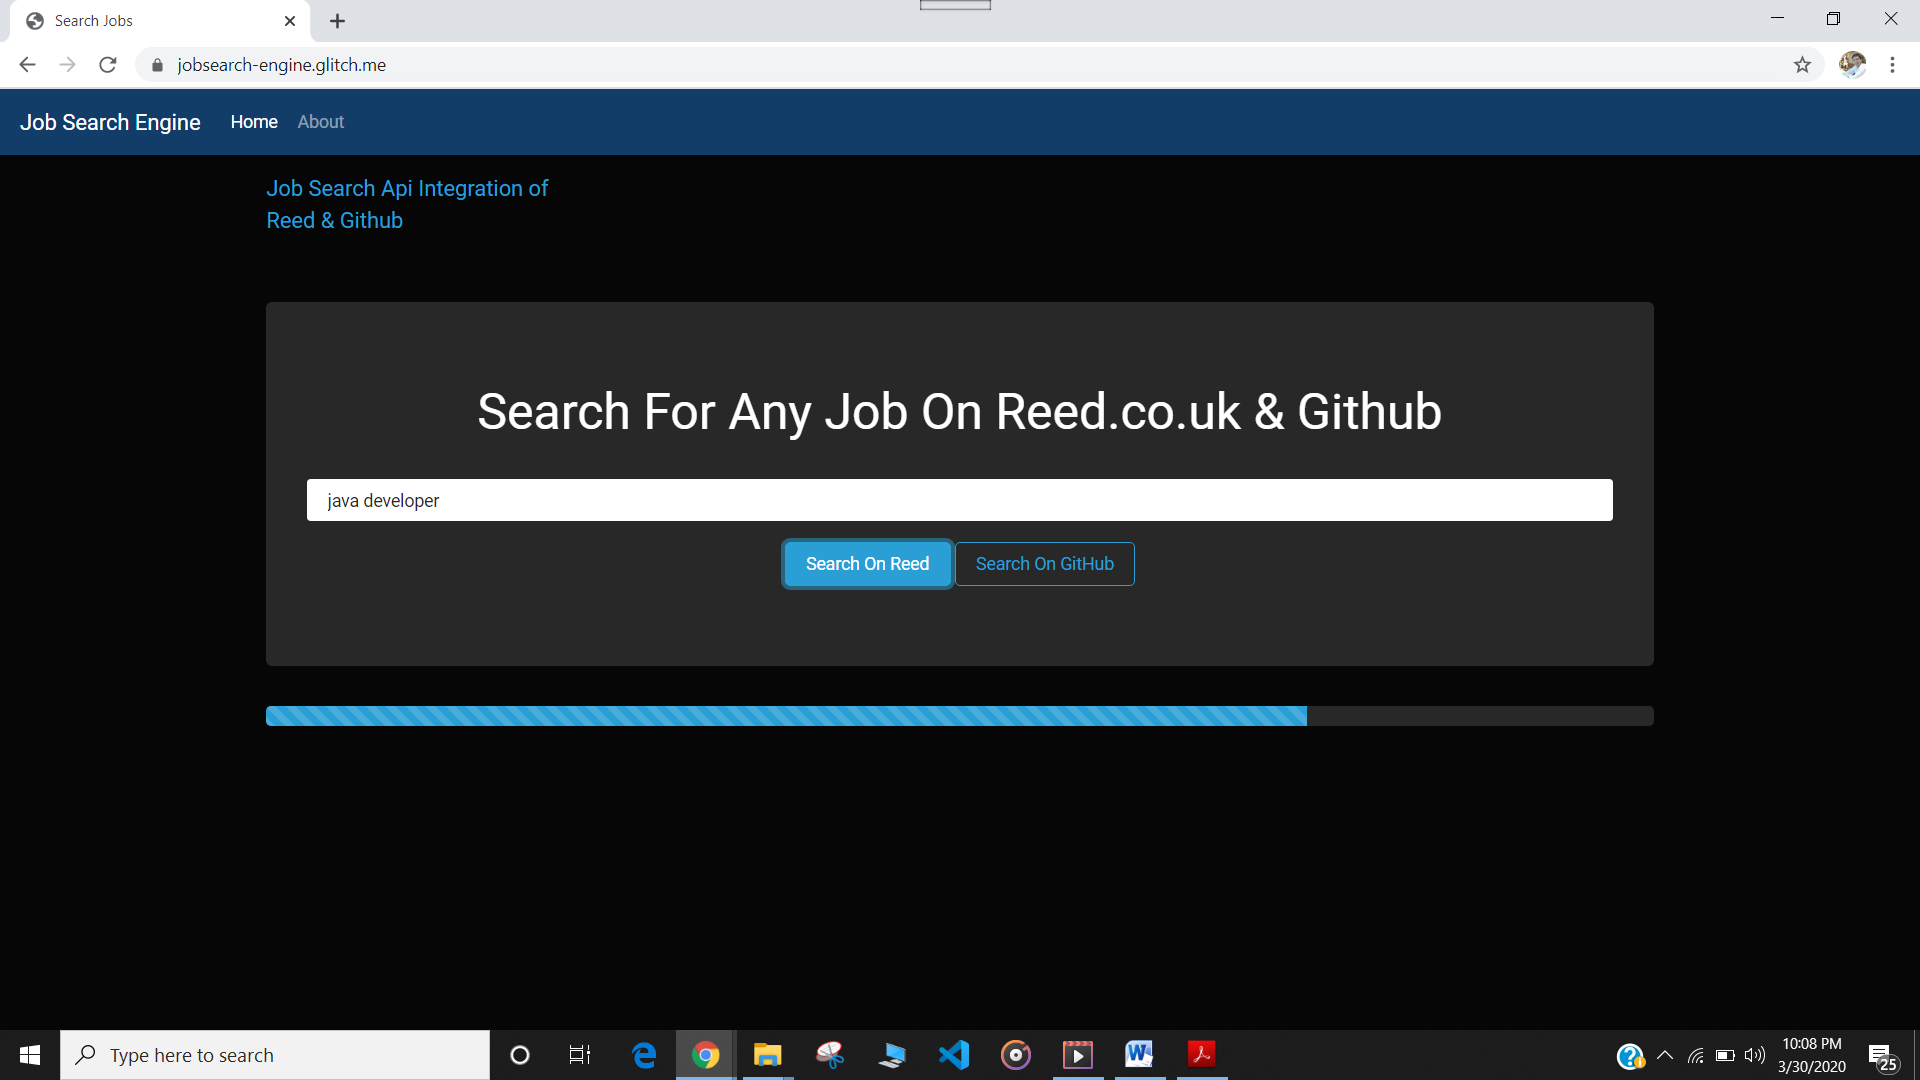 Search Jobs
jobsearch-engine.glitch.me
Job Search Engine Home About
Job Search Api Integration of
Reed & Github
Search For Any Job On Reed.co.uk & Github
java developer
Search On Reed Search On GitHub
Type here to search
10:08 PM
3/30/2020
25